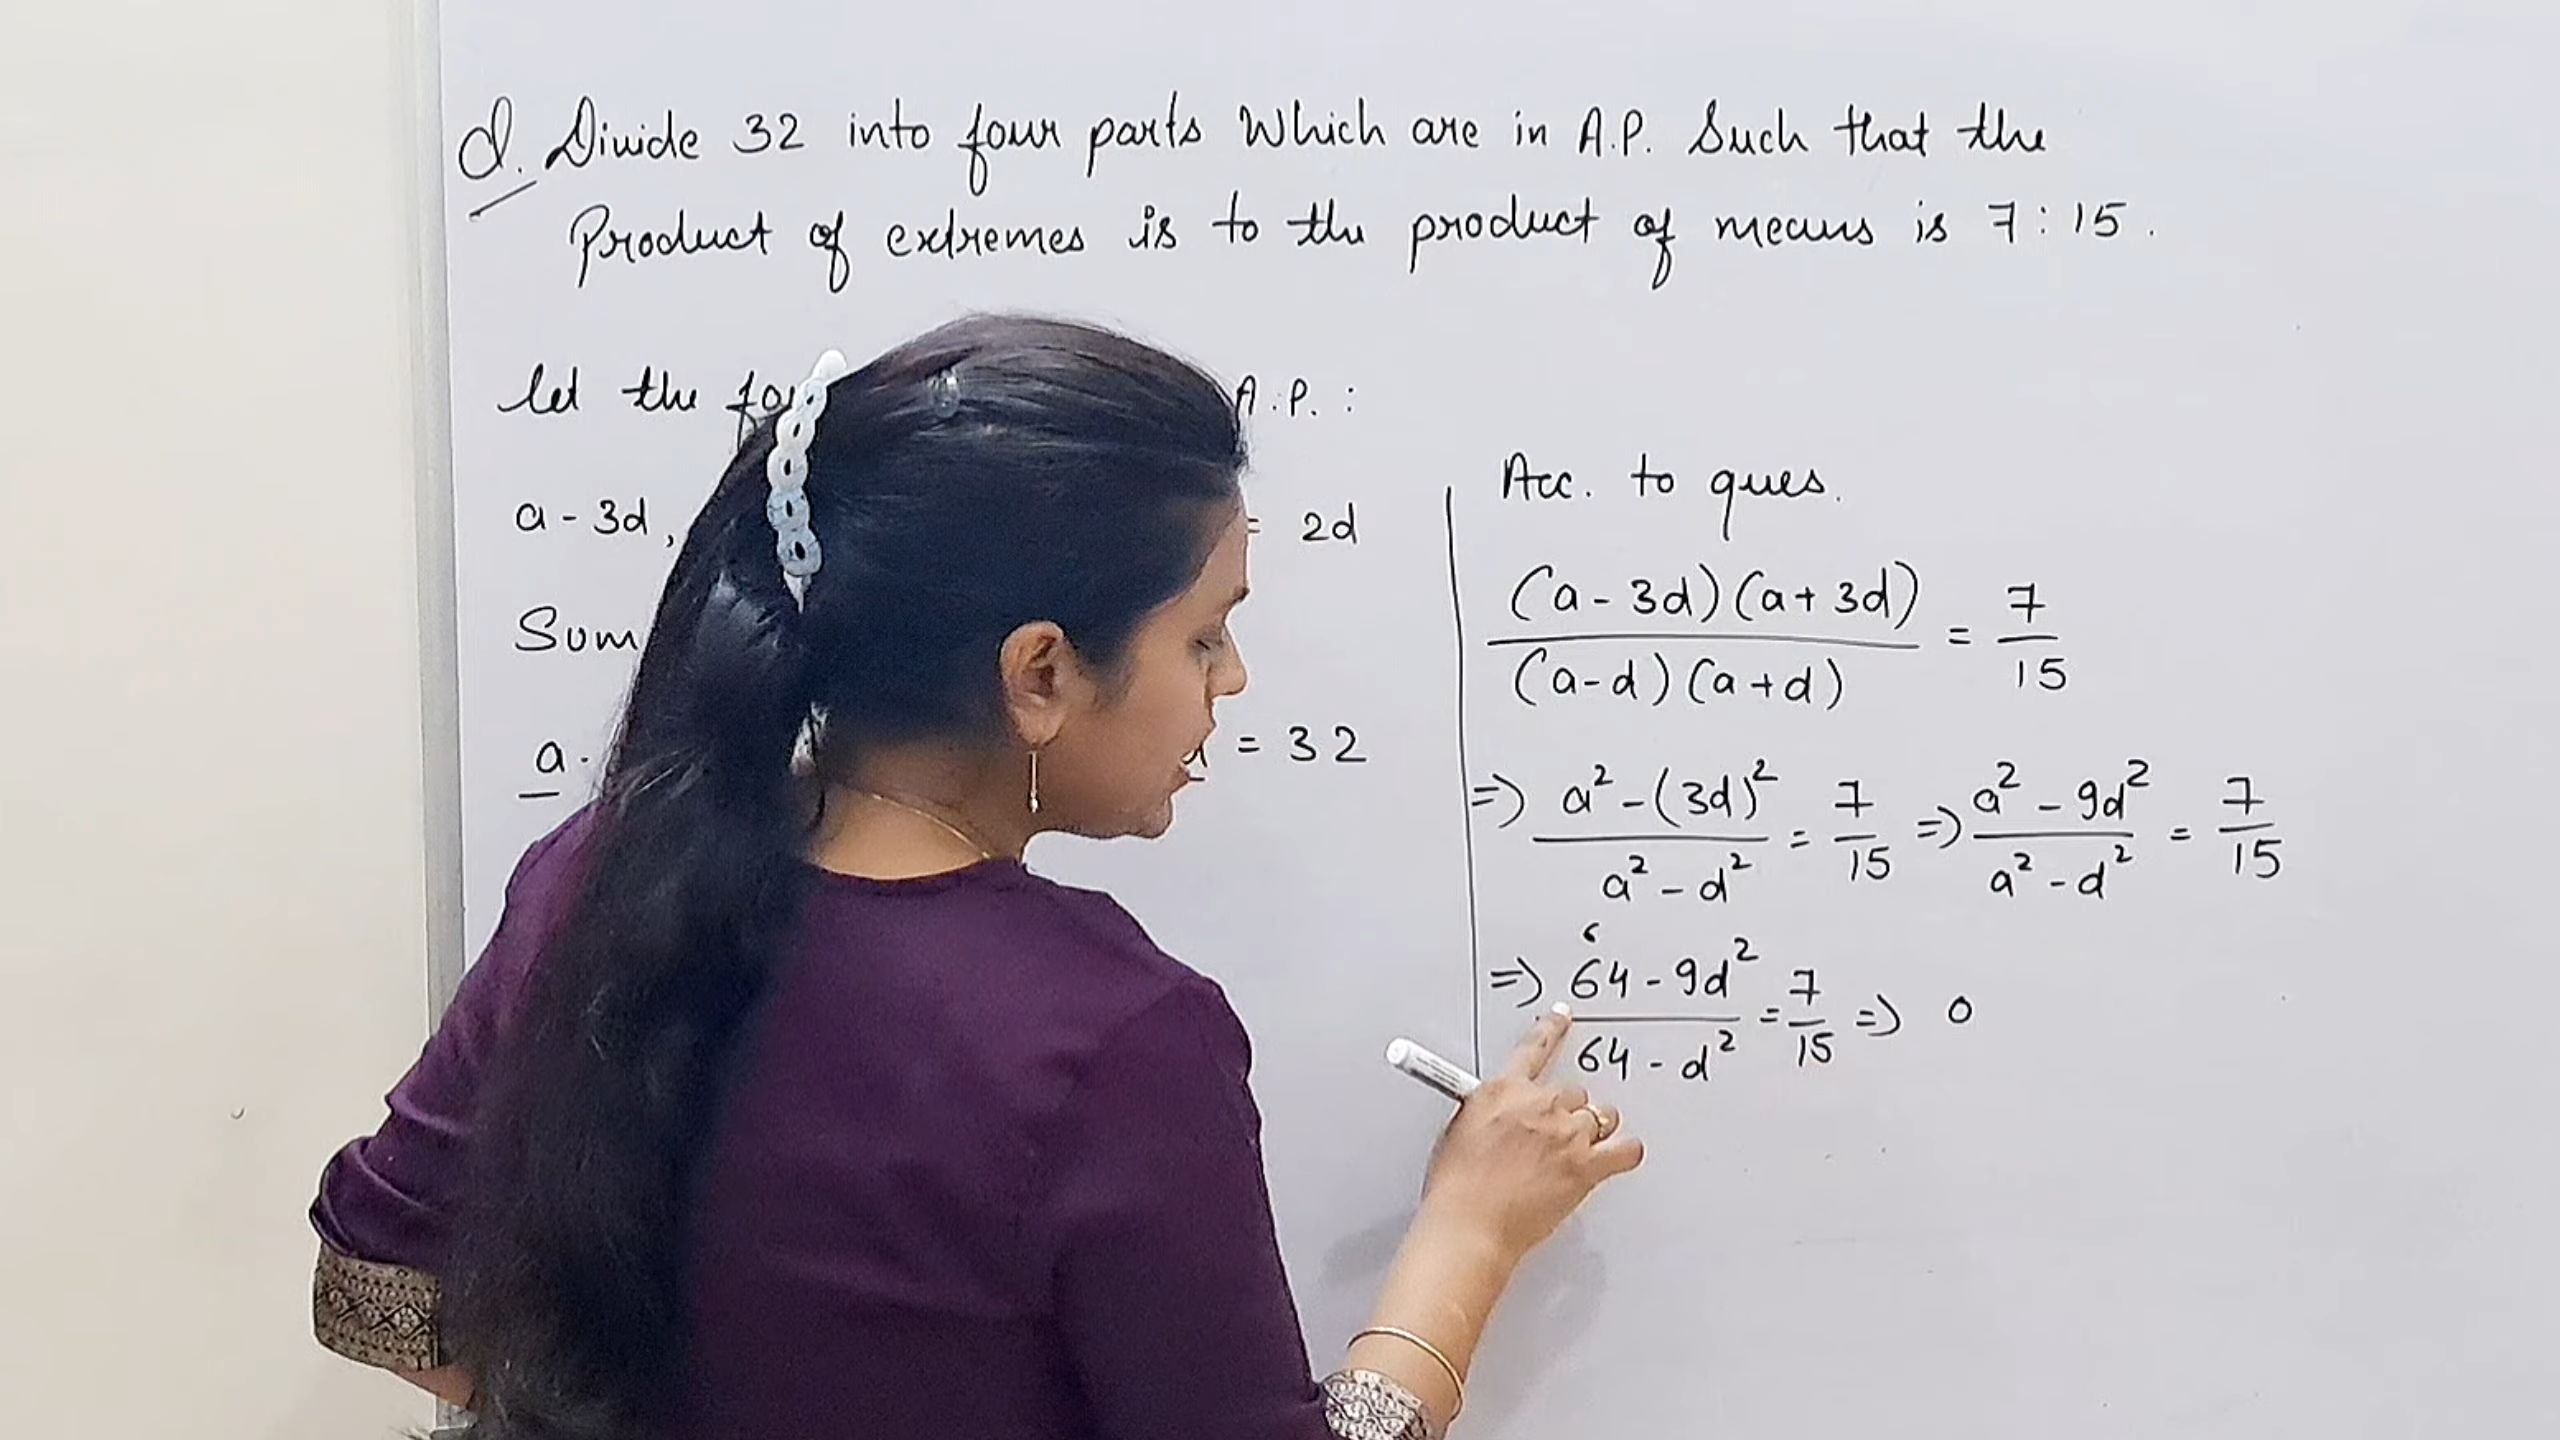 Q. Divide 32 into four parts Which are in A.P. Such that the
Product of extremes is to the product of means is 7 : 15 .
let the A.P. :
a - 3d , = 2d
Sum
a - = 32
Acc. to ques.
(a - 3d) (a + 3d) / (a - d) (a + d) = 7/15
=> a² - (3d)² / a² - d² = 7/15 => a² - 9d² / a² - d² = 7/15
6
=> 64 - 9d² / 64 - d² = 7/15 => 0